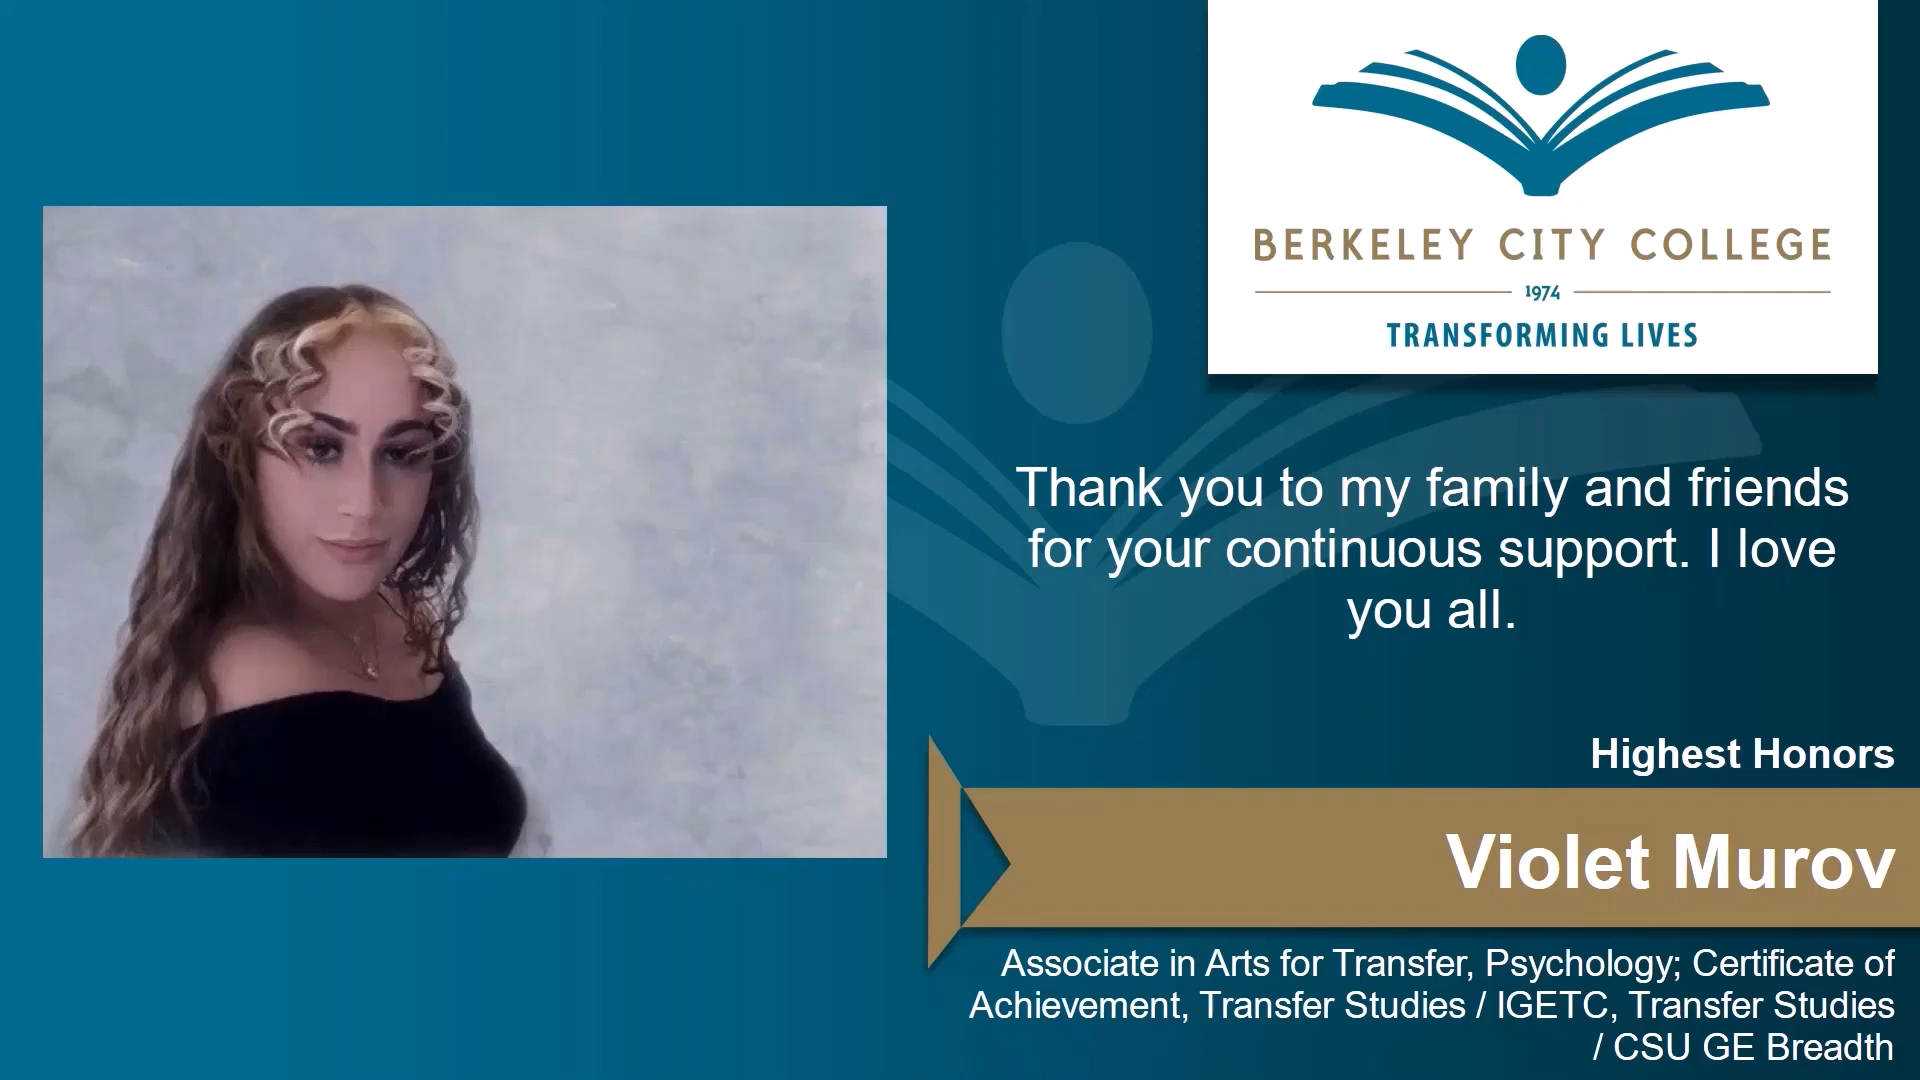 BERKELEY CITY COLLEGE
1974
TRANSFORMING LIVES
Thank you to my family and friends
for your continuous support. I love
you all.
Highest Honors
Violet Murov
Associate in Arts for Transfer, Psychology; Certificate of
Achievement, Transfer Studies / IGETC, Transfer Studies
/ CSU GE Breadth